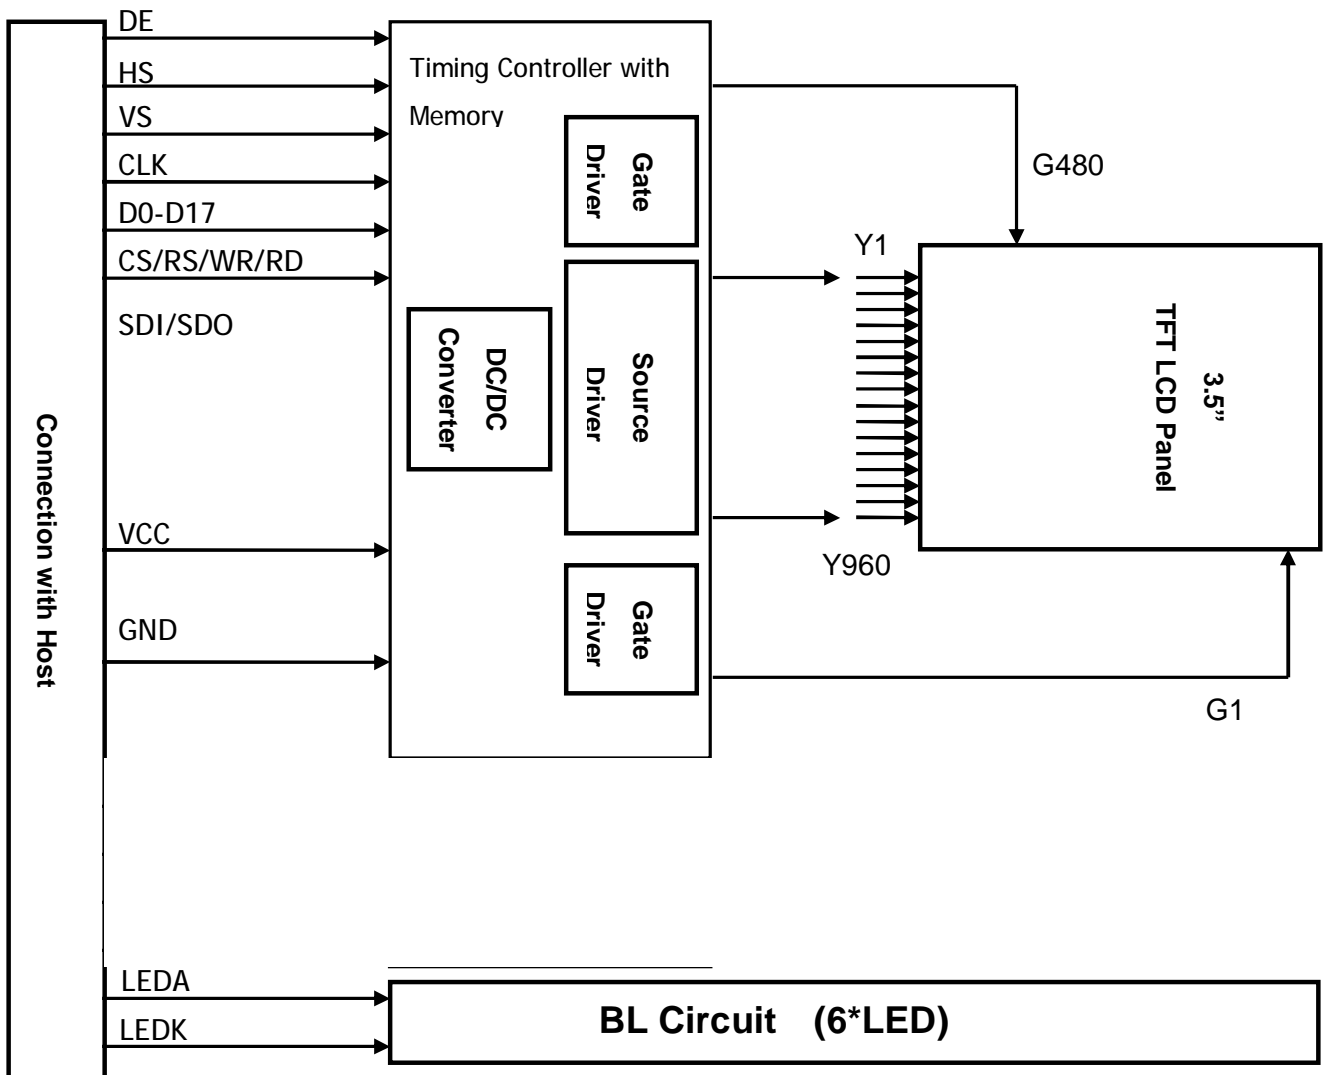 DE
HS
VS
CLK
D0-D17
CS/RS/WR/RD
SDI/SDO
VCC
GND
LEDA
LEDK
Connection with Host
Timing Controller with
Memory
Gate
Driver
DC/DC
Converter
Source
Driver
Gate
Driver
G480
Y1
Y960
G1
3.5”
TFT LCD Panel
BL Circuit (6*LED)